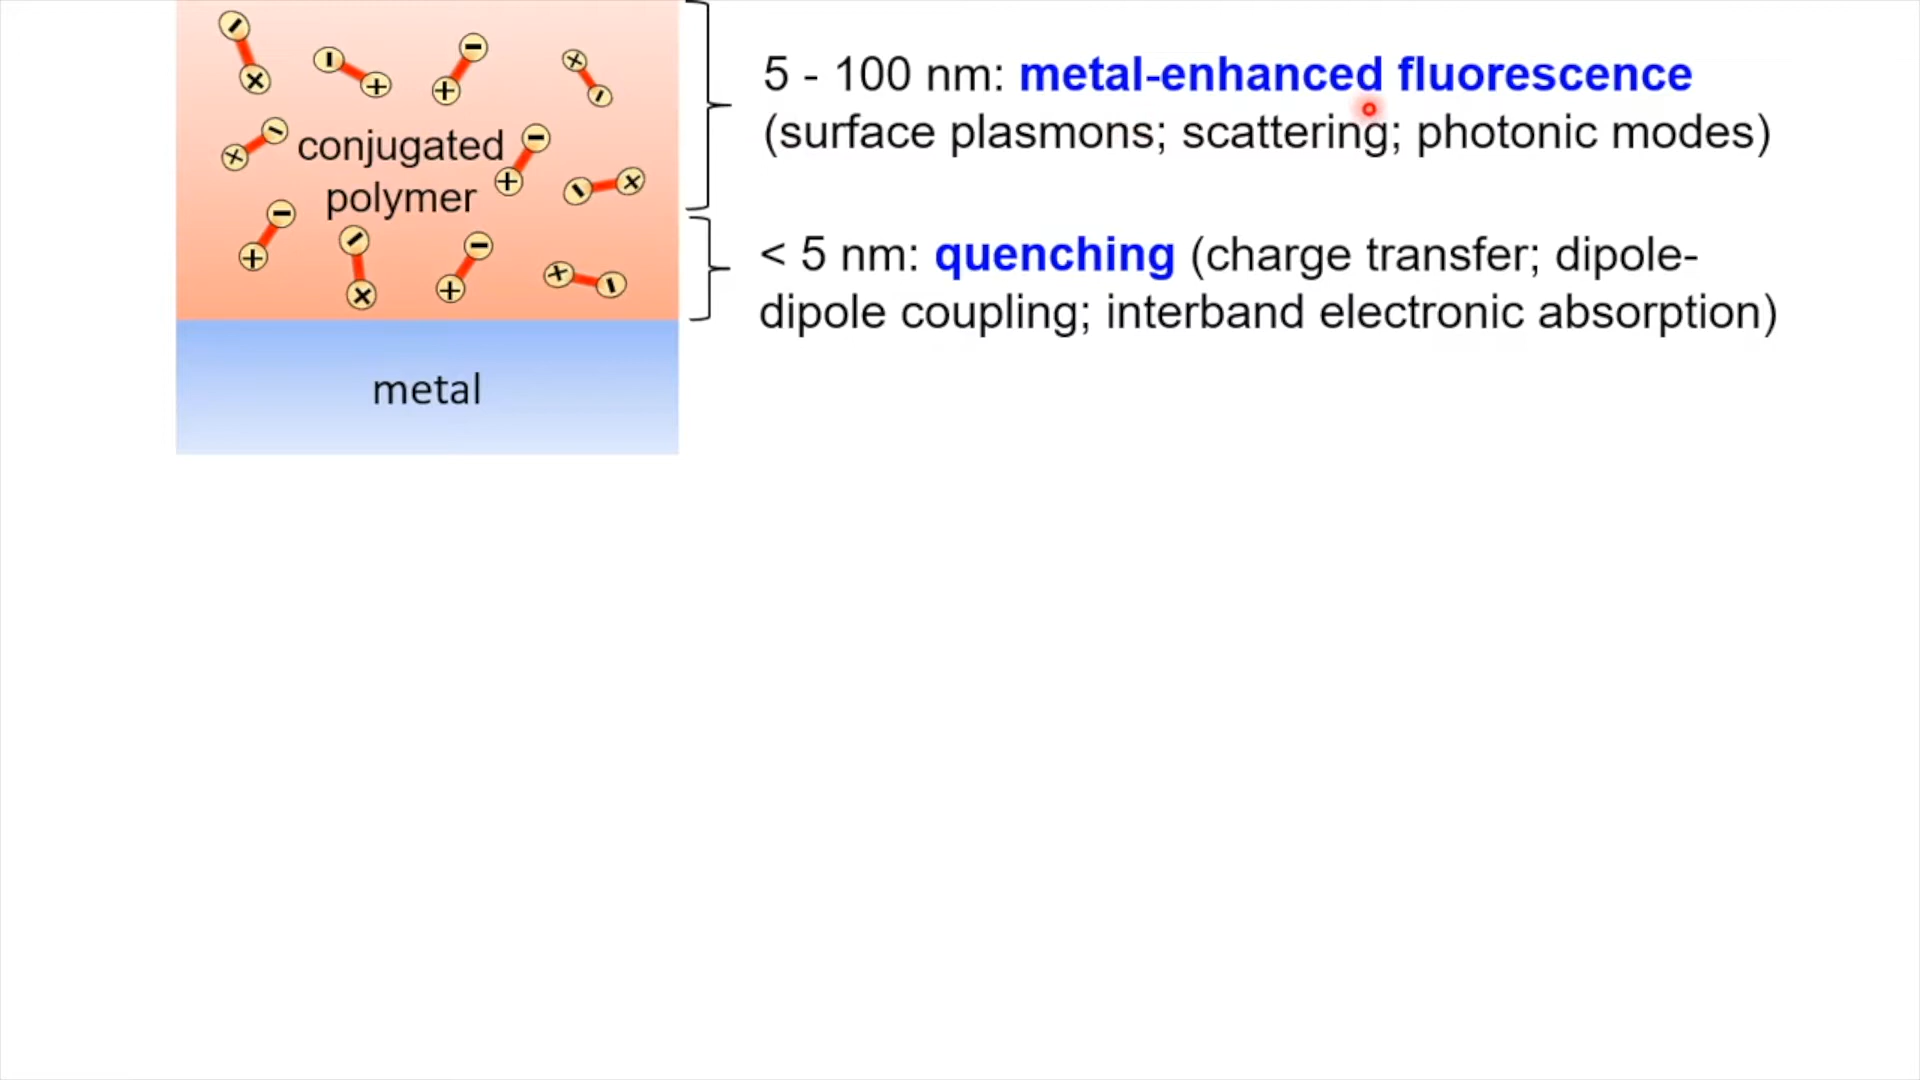 5 - 100 nm: metal-enhanced fluorescence
(surface plasmons; scattering; photonic modes)
conjugated
polymer
< 5 nm: quenching (charge transfer; dipole-
dipole coupling; interband electronic absorption)
metal